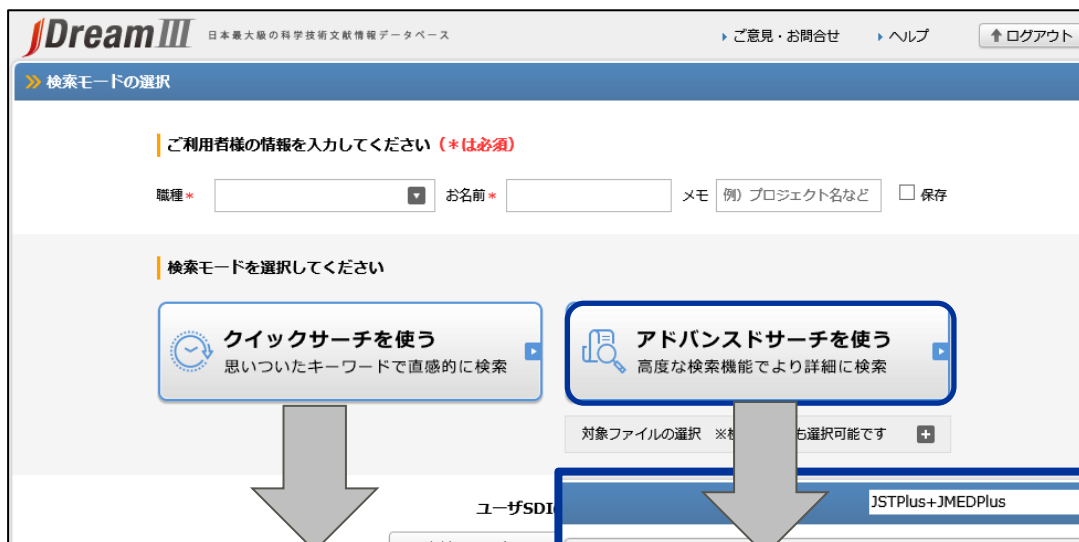 JDreamⅢ 日本最大級の科学技術文献情報データベース ご意見・お問合せ ヘルプ ログアウト
検索モードの選択
ご利用者様の情報を入力してください（*は必須）
職種* お名前* メモ 例）プロジェクト名など 保存
検索モードを選択してください
クイックサーチを使う
思いついたキーワードで直感的に検索
アドバンスドサーチを使う
高度な検索機能でより詳細に検索
対象ファイルの選択 ※ も選択可能です
ユーザSDI
JSTPlus+JMEDPlus